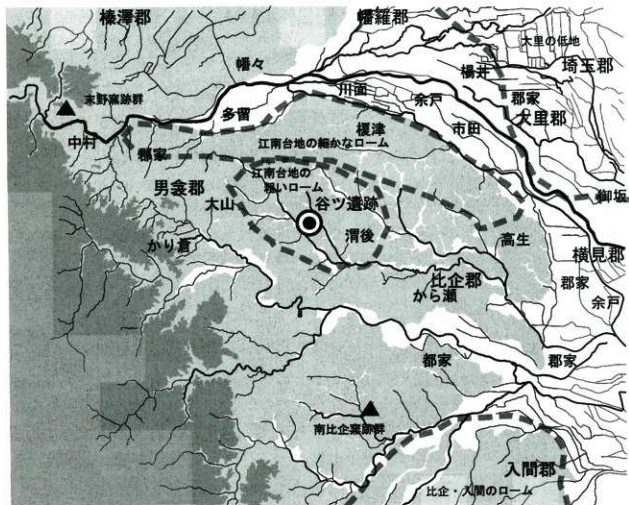 榛澤郡
幡羅郡
大里の低地
幡々
楊井
埼玉郡
末野窯跡群
川面
余戸
郡家
大里郡
多留
榎津
市田
中村
江南台地の細かなローム
郡家
江南台地の
粗いローム
男衾郡
御坂
大山
谷ツ遺跡
渭後
高生
横見郡
かり倉
比企郡
郡家
から瀬
余戸
都家
郡家
南比企窯跡群
入間郡
比企・入間のローム